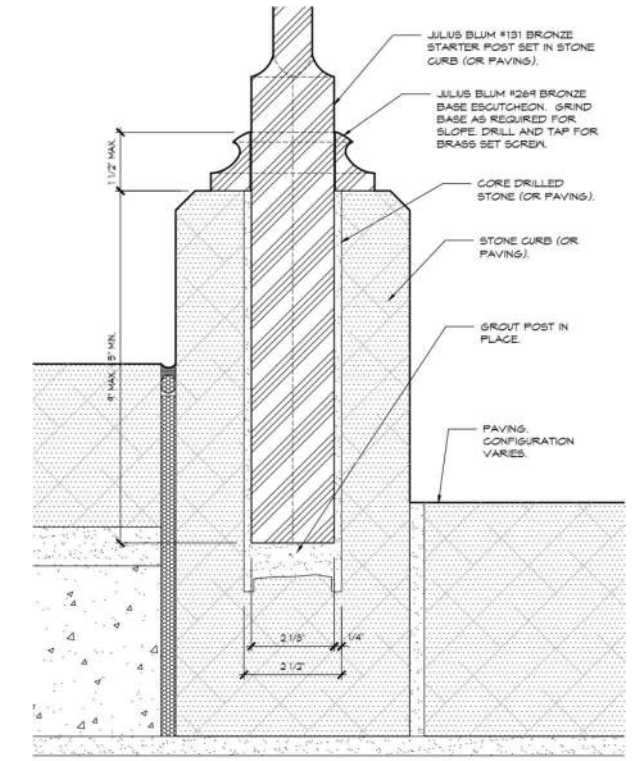 JULIUS BLUM #131 BRONZE
STARTER POST SET IN STONE
CURB (OR PAVING).
JULIUS BLUM #269 BRONZE
BASE ESCUTCHEON. GRIND
BASE AS REQUIRED FOR
SLOPE. DRILL AND TAP FOR
BRASS SET SCREW.
1 1/2" MAX.
CORE DRILLED
STONE (OR PAVING).
STONE CURB (OR
PAVING).
GROUT POST IN
PLACE.
9" MAX. - 5" MIN.
PAVING.
CONFIGURATION
VARIES.
2 1/8"
1/4"
2 1/2"